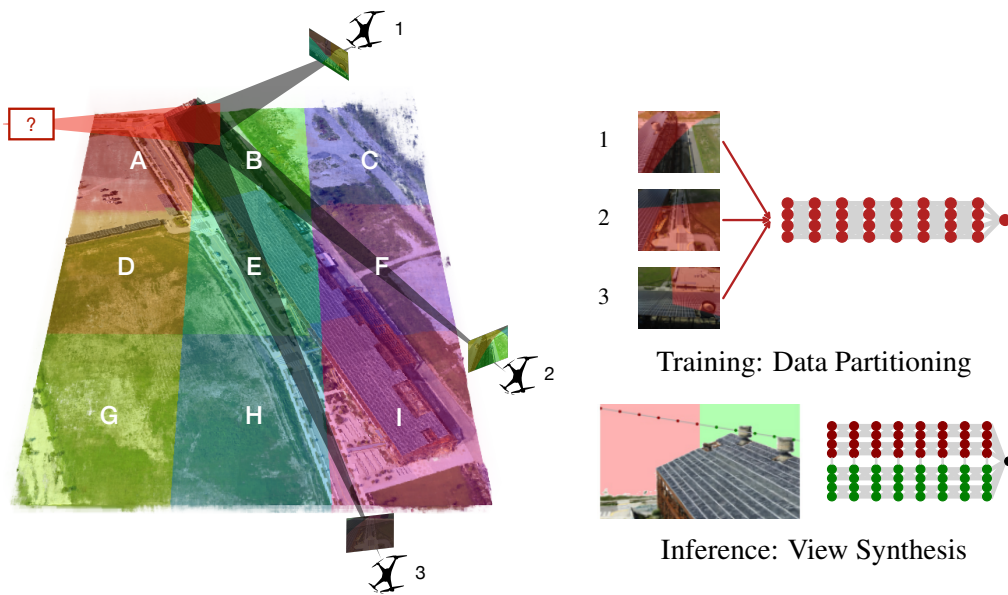 1
?
A
B
C
D
E
F
2
G
H
I
3
1
2
3
Training: Data Partitioning
Inference: View Synthesis